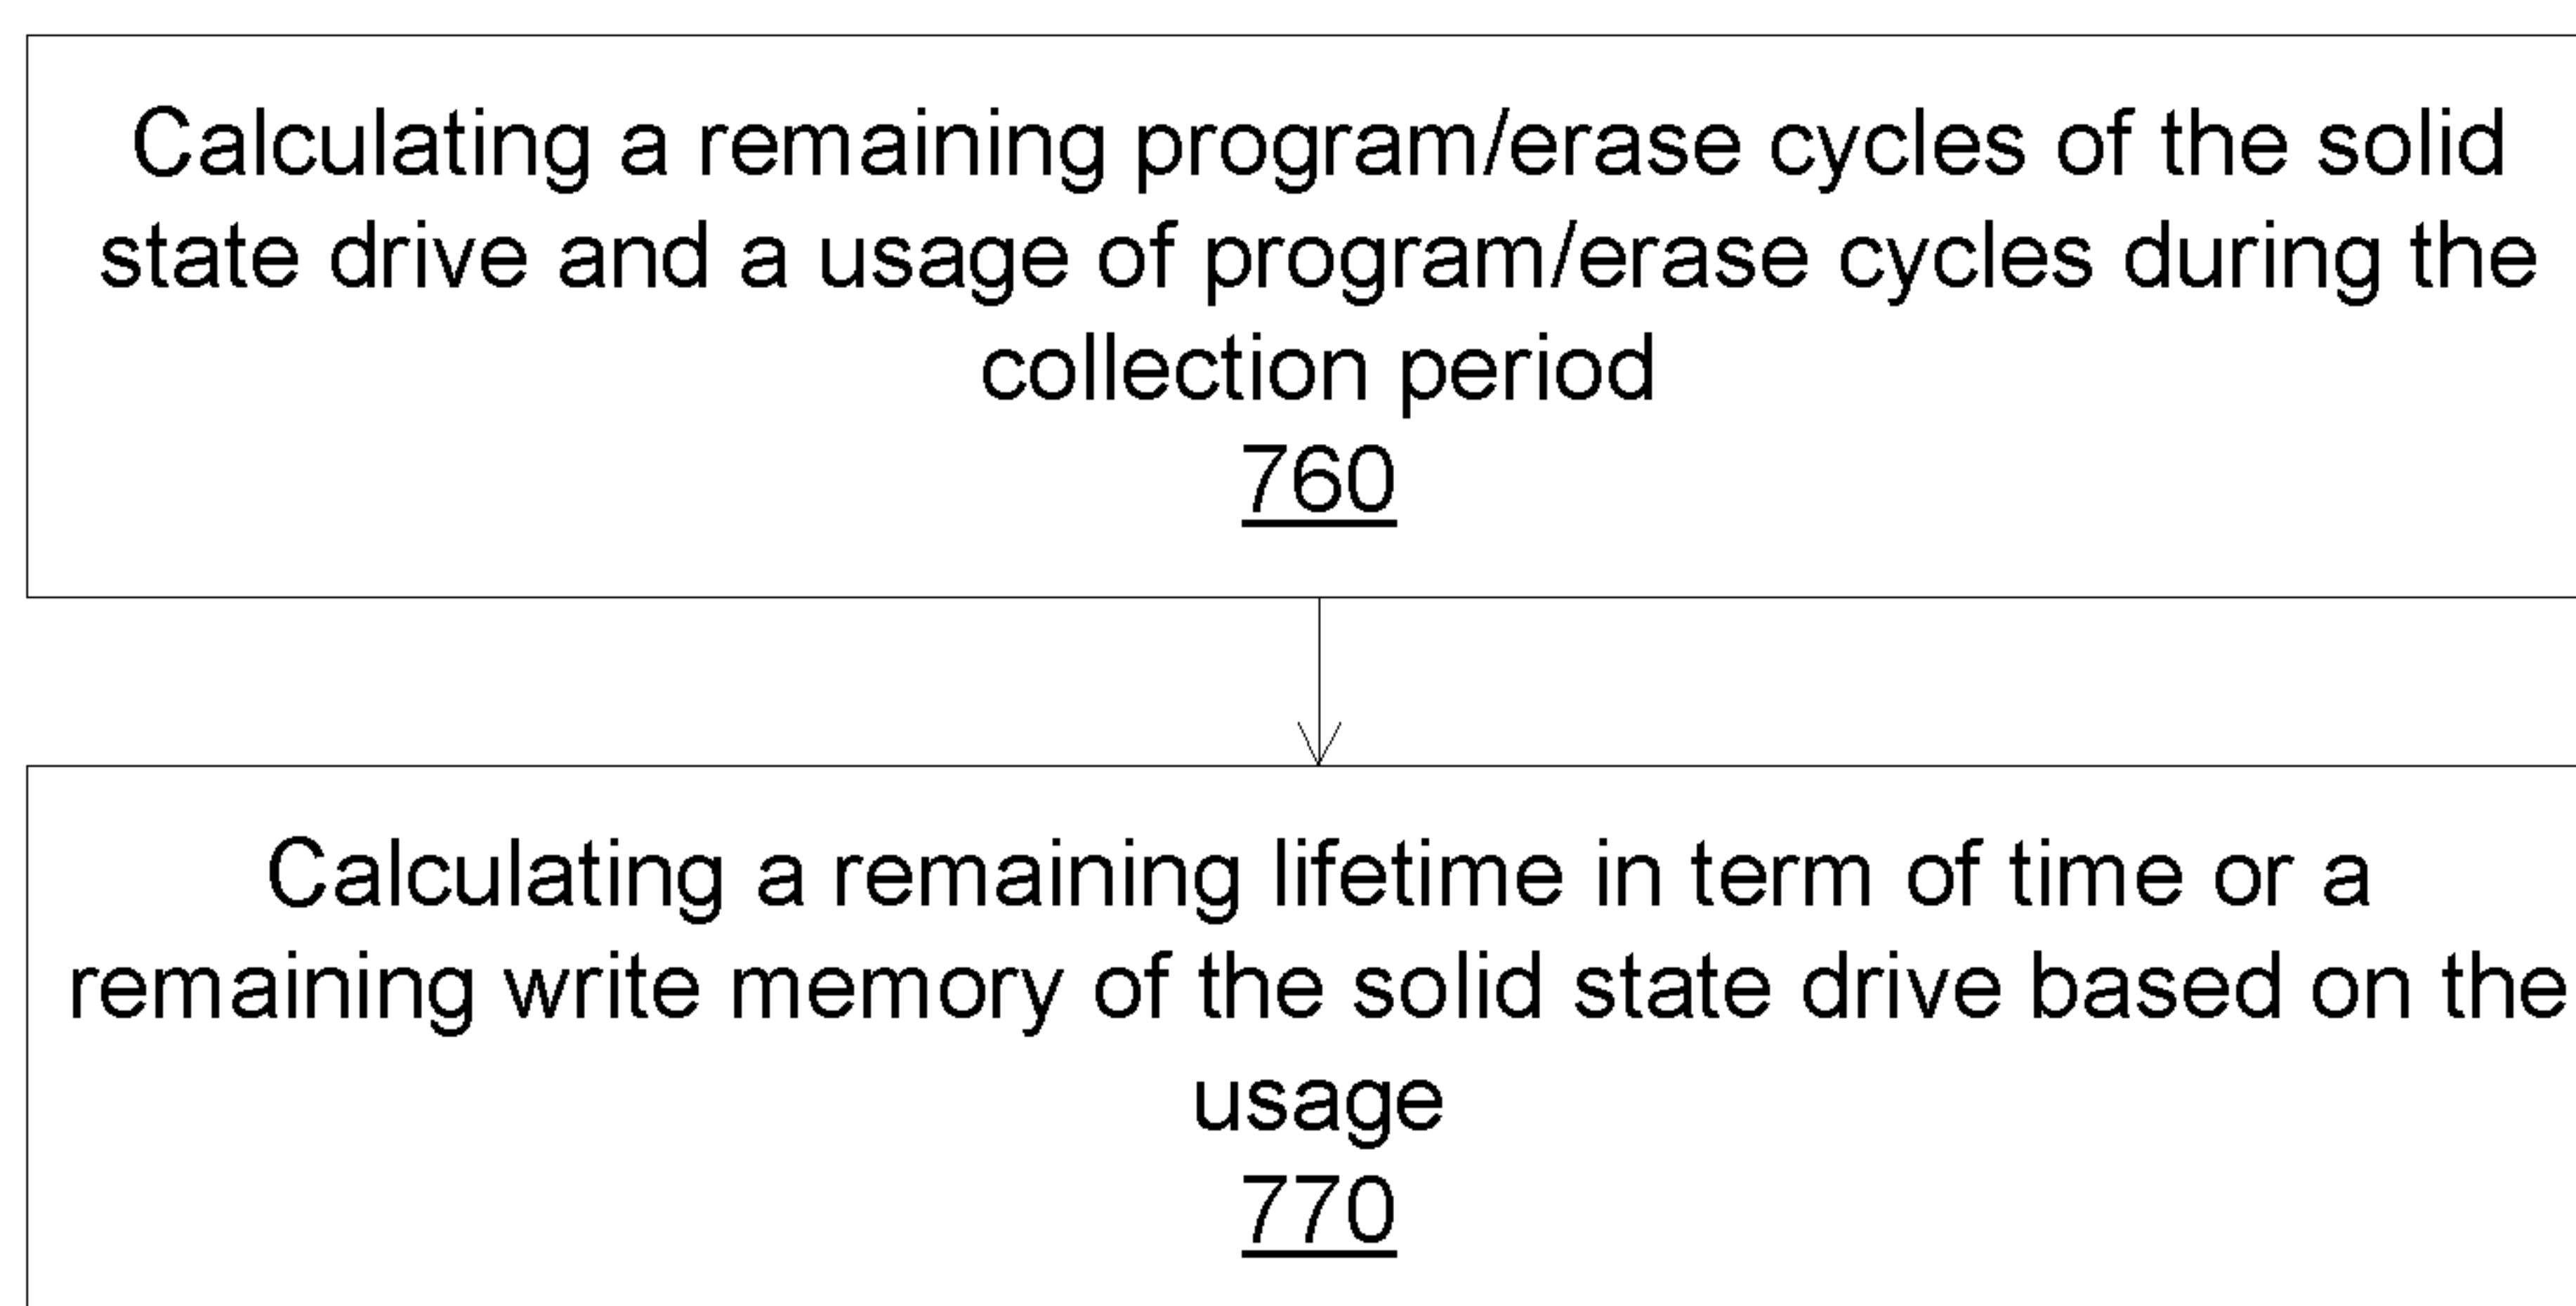 Calculating a remaining program/erase cycles of the solid
state drive and a usage of program/erase cycles during the
collection period
760
Calculating a remaining lifetime in term of time or a
remaining write memory of the solid state drive based on the
usage
770